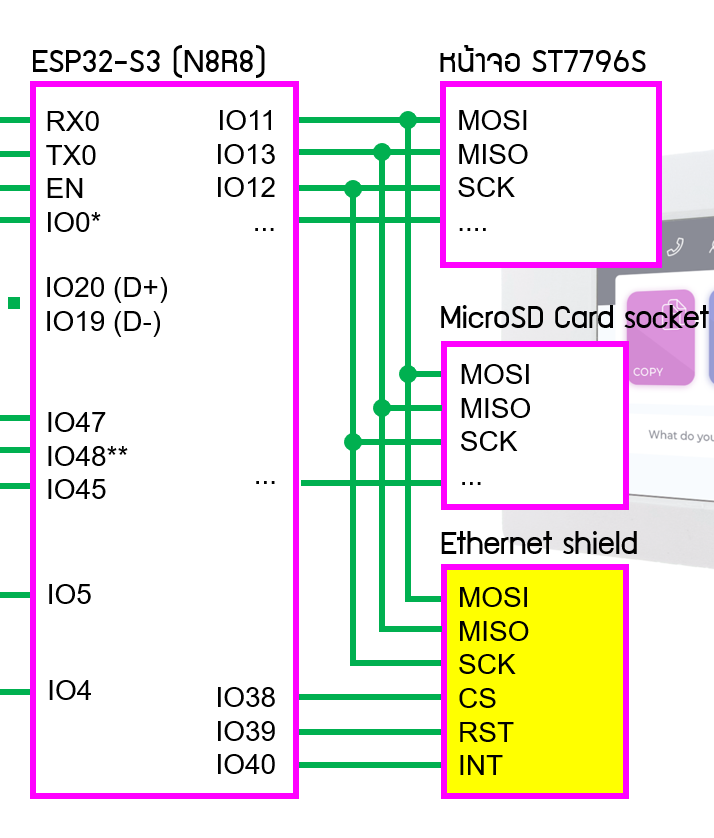 ESP32-S3 (N8R8)
RX0
TX0
EN
IO0*
IO20 (D+)
IO19 (D-)
IO47
IO48**
IO45
IO5
IO4
IO11
IO13
IO12
...
...
IO38
IO39
IO40
หน้าจอ ST7796S
MOSI
MISO
SCK
....
MicroSD Card socket
MOSI
MISO
SCK
...
Ethernet shield
MOSI
MISO
SCK
CS
RST
INT
COPY
What do you